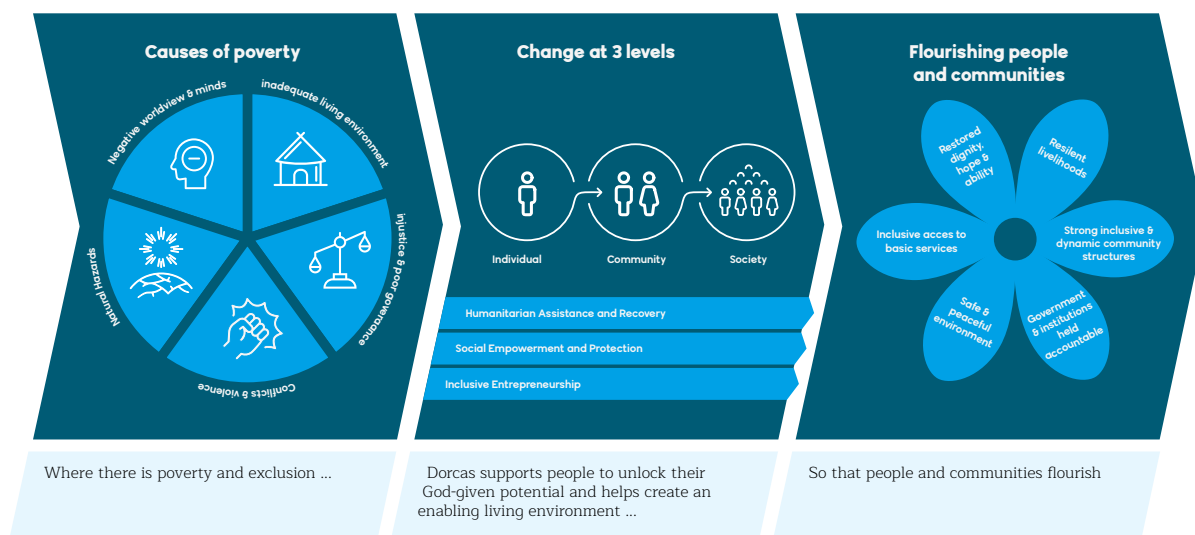 Causes of poverty
Negative worldview & minds
inadequate living environment
injustice & poor goverance
Conflicts & violence
Natural Hazards
Change at 3 levels
Individual
Community
Society
Humanitarian Assistance and Recovery
Social Empowerment and Protection
Inclusive Entrepreneurship
Flourishing people
and communities
Restored
dignity,
hope &
ability
Resilent
livelihoods
Inclusive acces to
basic services
Strong inclusive &
dynamic community
structures
Safe &
peaceful
environment
Government
& institutions
held
accountable
Where there is poverty and exclusion ...
Dorcas supports people to unlock their
God-given potential and helps create an
enabling living environment ...
So that people and communities flourish